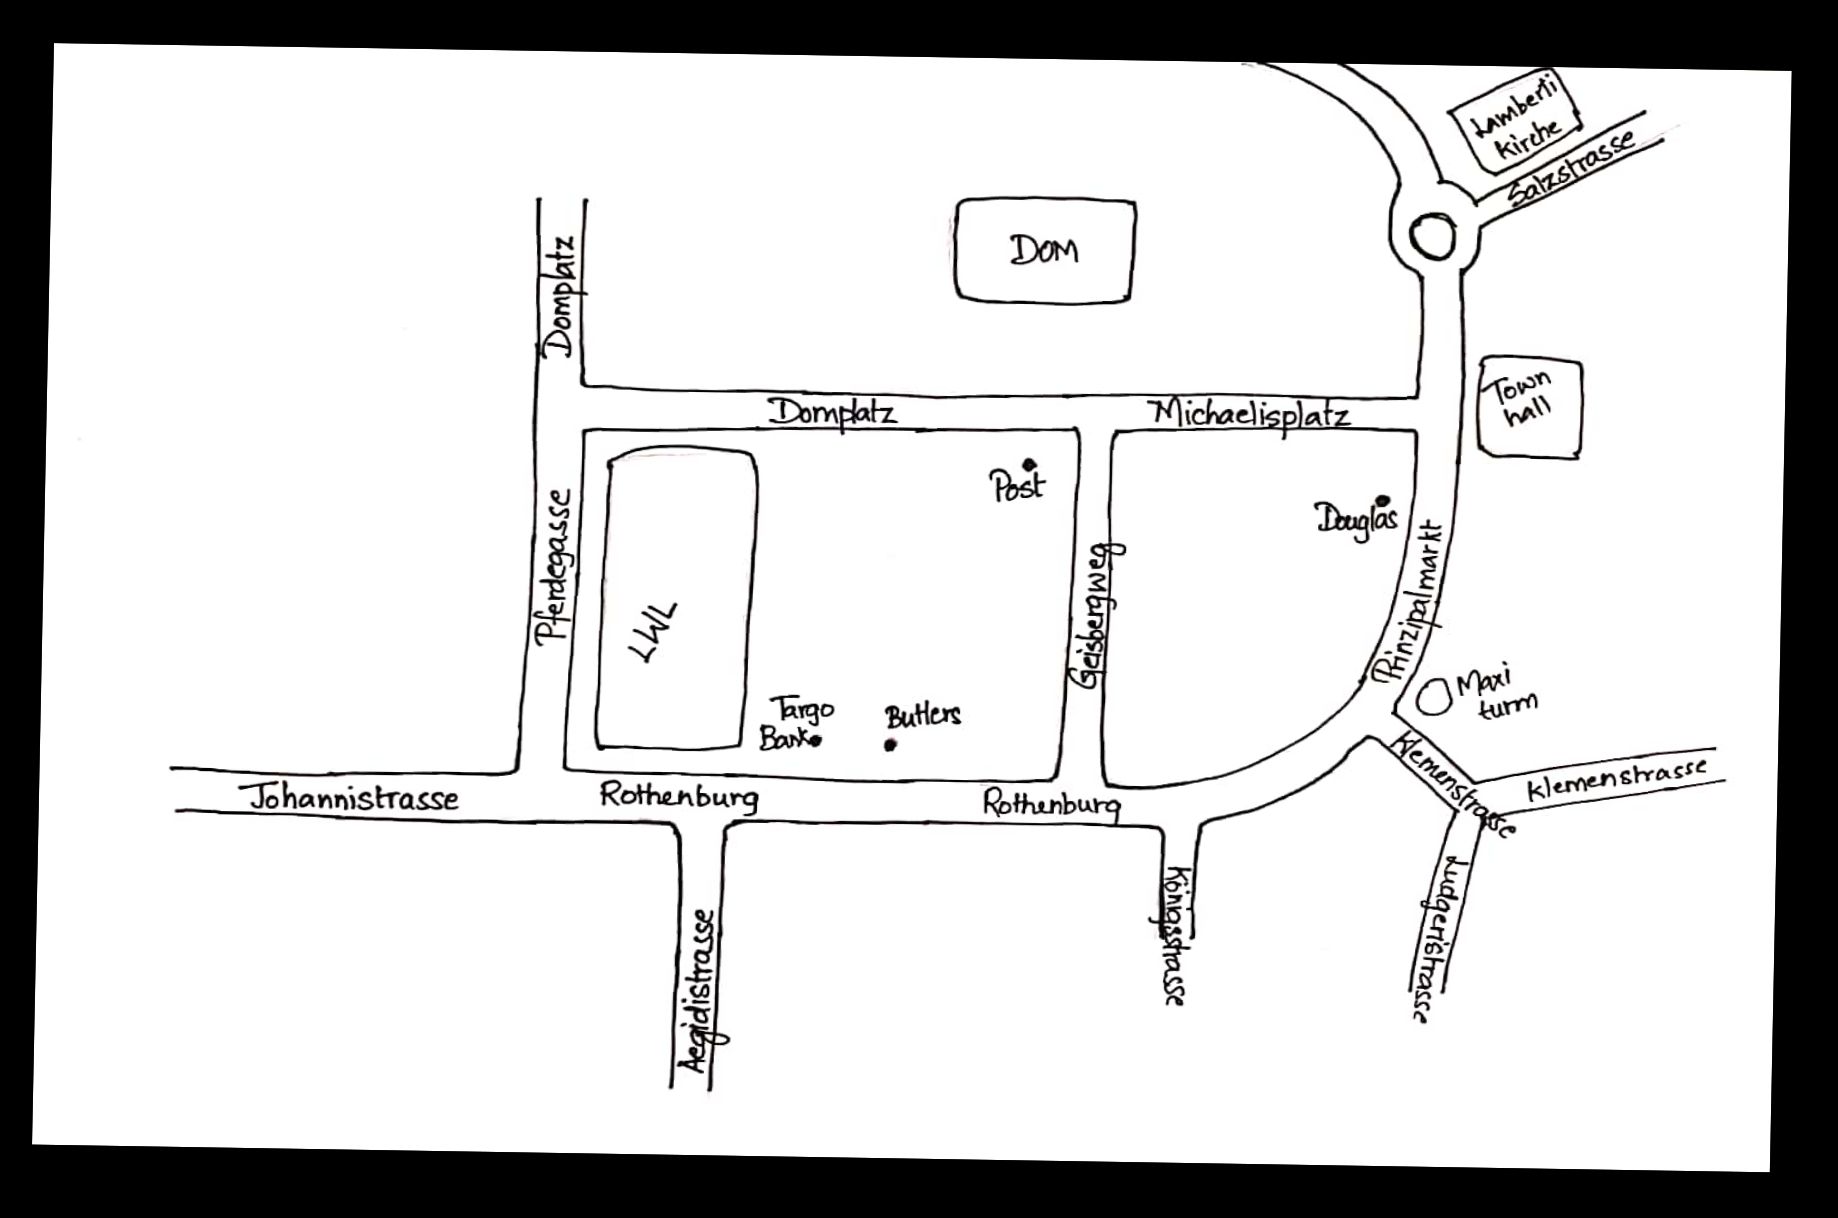 Lamberti
Kirche
Salzstrasse
DOM
Domplatz
Town
hall
Domplatz
Michaelisplatz
Post
Douglas
Pferdegasse
Geisbergweg
Prinzipalmarkt
LWL
Maxi
turm
Targo
Bank
Butlers
Klemenstrasse
Klemenstrasse
Johannistrasse
Rothenburg
Rothenburg
Ludgeristrasse
Königsstrasse
Aegidistrasse